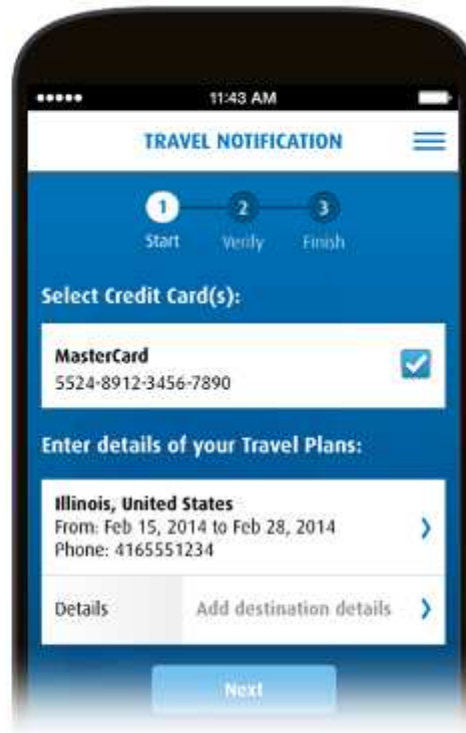 11:43 AM
TRAVEL NOTIFICATION
1 2 3
Start Verify Finish
Select Credit Card(s):
MasterCard
5524-8912-3456-7890
Enter details of your Travel Plans:
Illinois, United States
From: Feb 15, 2014 to Feb 28, 2014
Phone: 4165551234
Details Add destination details
Next